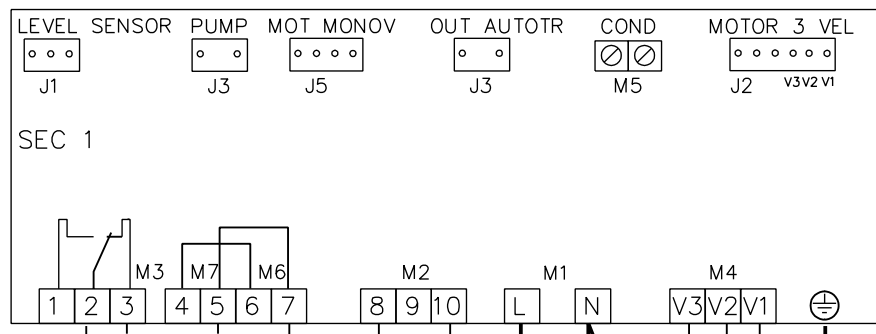 LEVEL SENSOR PUMP MOT MONOV OUT AUTOTR COND MOTOR 3 VEL
J1 J3 J5 J3 M5 J2 V3 V2 V1
SEC 1
M3 M7 M6 M2 M1 M4
1 2 3 4 5 6 7 8 9 10 L N V3 V2 V1